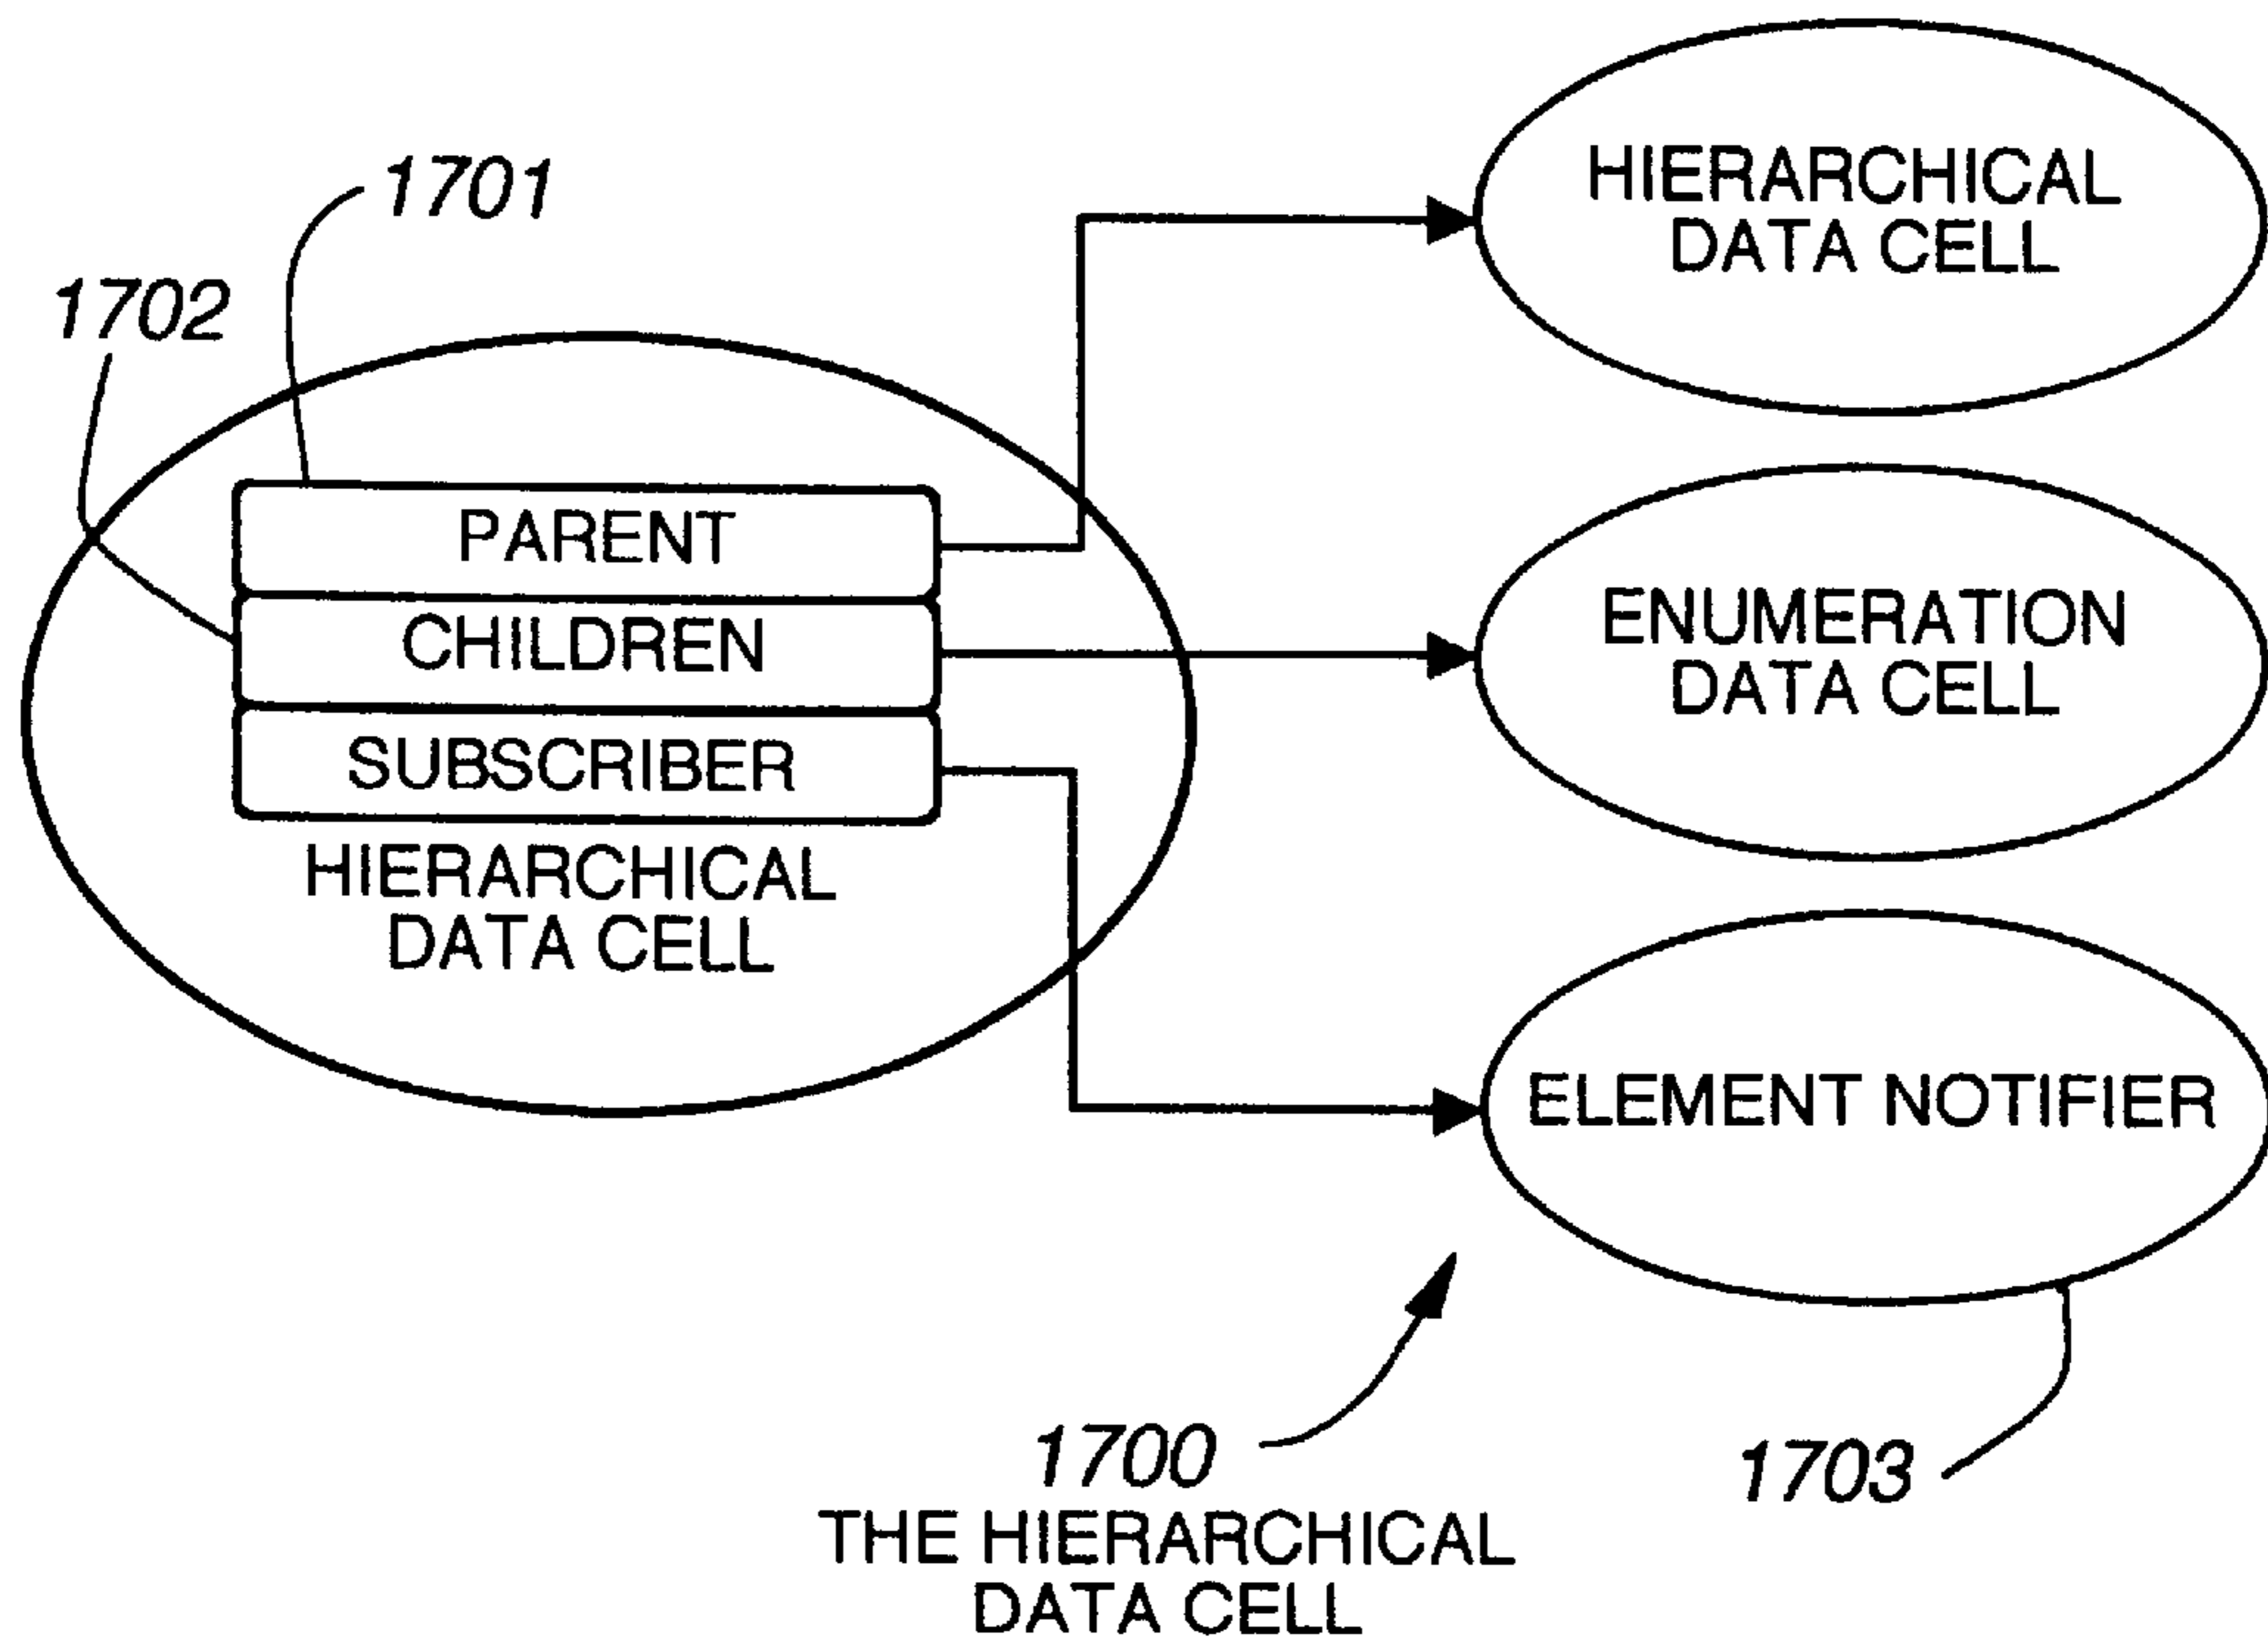 1701
1702
PARENT
CHILDREN
SUBSCRIBER
HIERARCHICAL
DATA CELL
HIERARCHICAL
DATA CELL
ENUMERATION
DATA CELL
ELEMENT NOTIFIER
1700
THE HIERARCHICAL
DATA CELL
1703